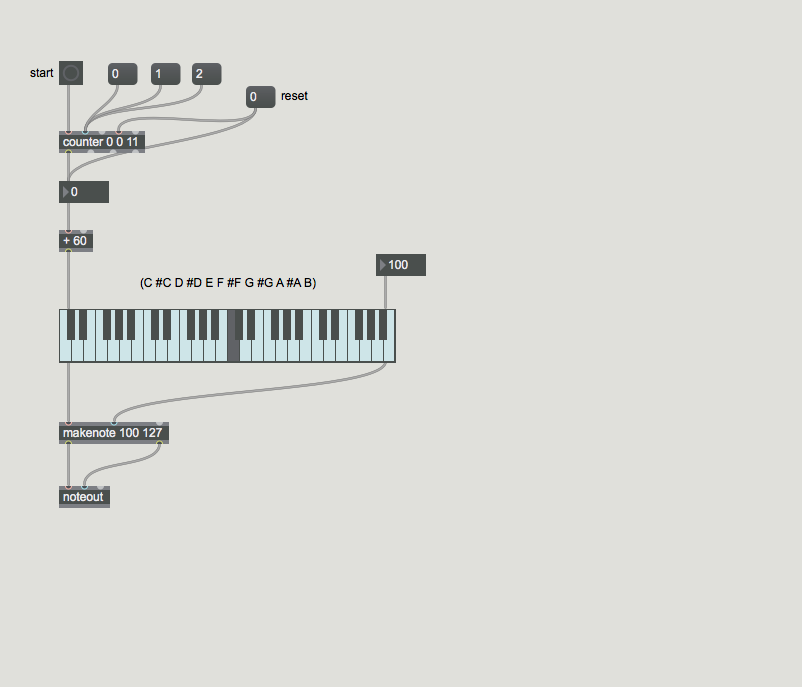 start
0
1
2
0
reset
counter 0 0 11
0
+ 60
100
(C #C D #D E F #F G #G A #A B)
makenote 100 127
noteout